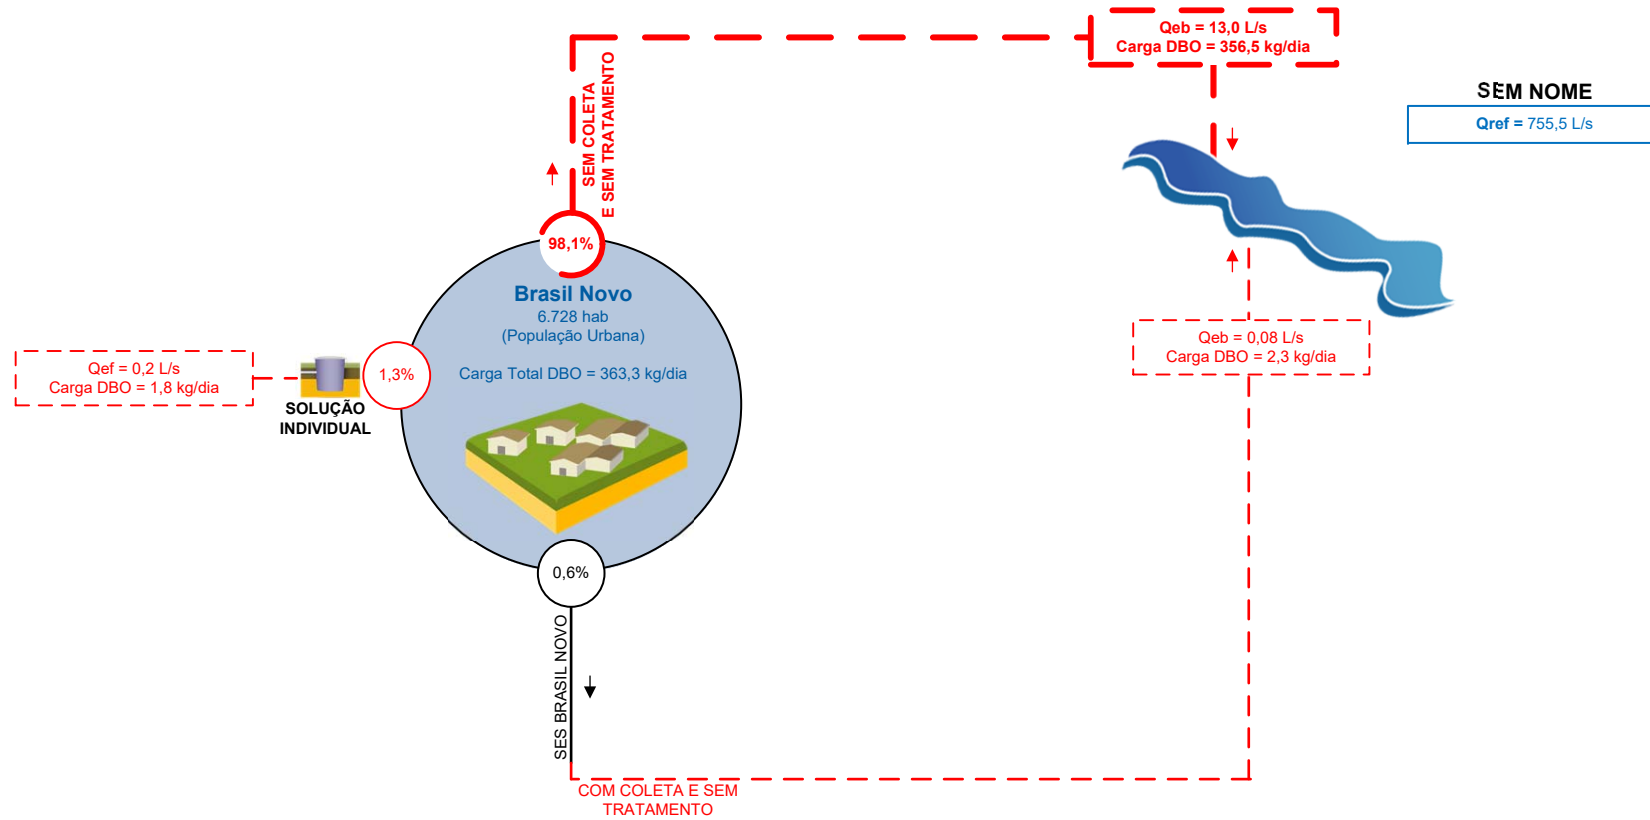 Qeb = 13,0 L/s
Carga DBO = 356,5 kg/dia
SEM NOME
Qref = 755,5 L/s
SEM COLETA
E SEM TRATAMENTO
98,1%
Brasil Novo
6.728 hab
(População Urbana)
Carga Total DBO = 363,3 kg/dia
Qef = 0,2 L/s
Carga DBO = 1,8 kg/dia
1,3%
SOLUÇÃO
INDIVIDUAL
Qeb = 0,08 L/s
Carga DBO = 2,3 kg/dia
0,6%
SES BRASIL NOVO
COM COLETA E SEM
TRATAMENTO